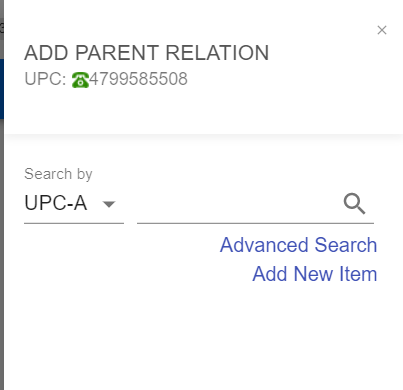 ADD PARENT RELATION
UPC: ☎4799585508
Search by
UPC-A
Advanced Search
Add New Item